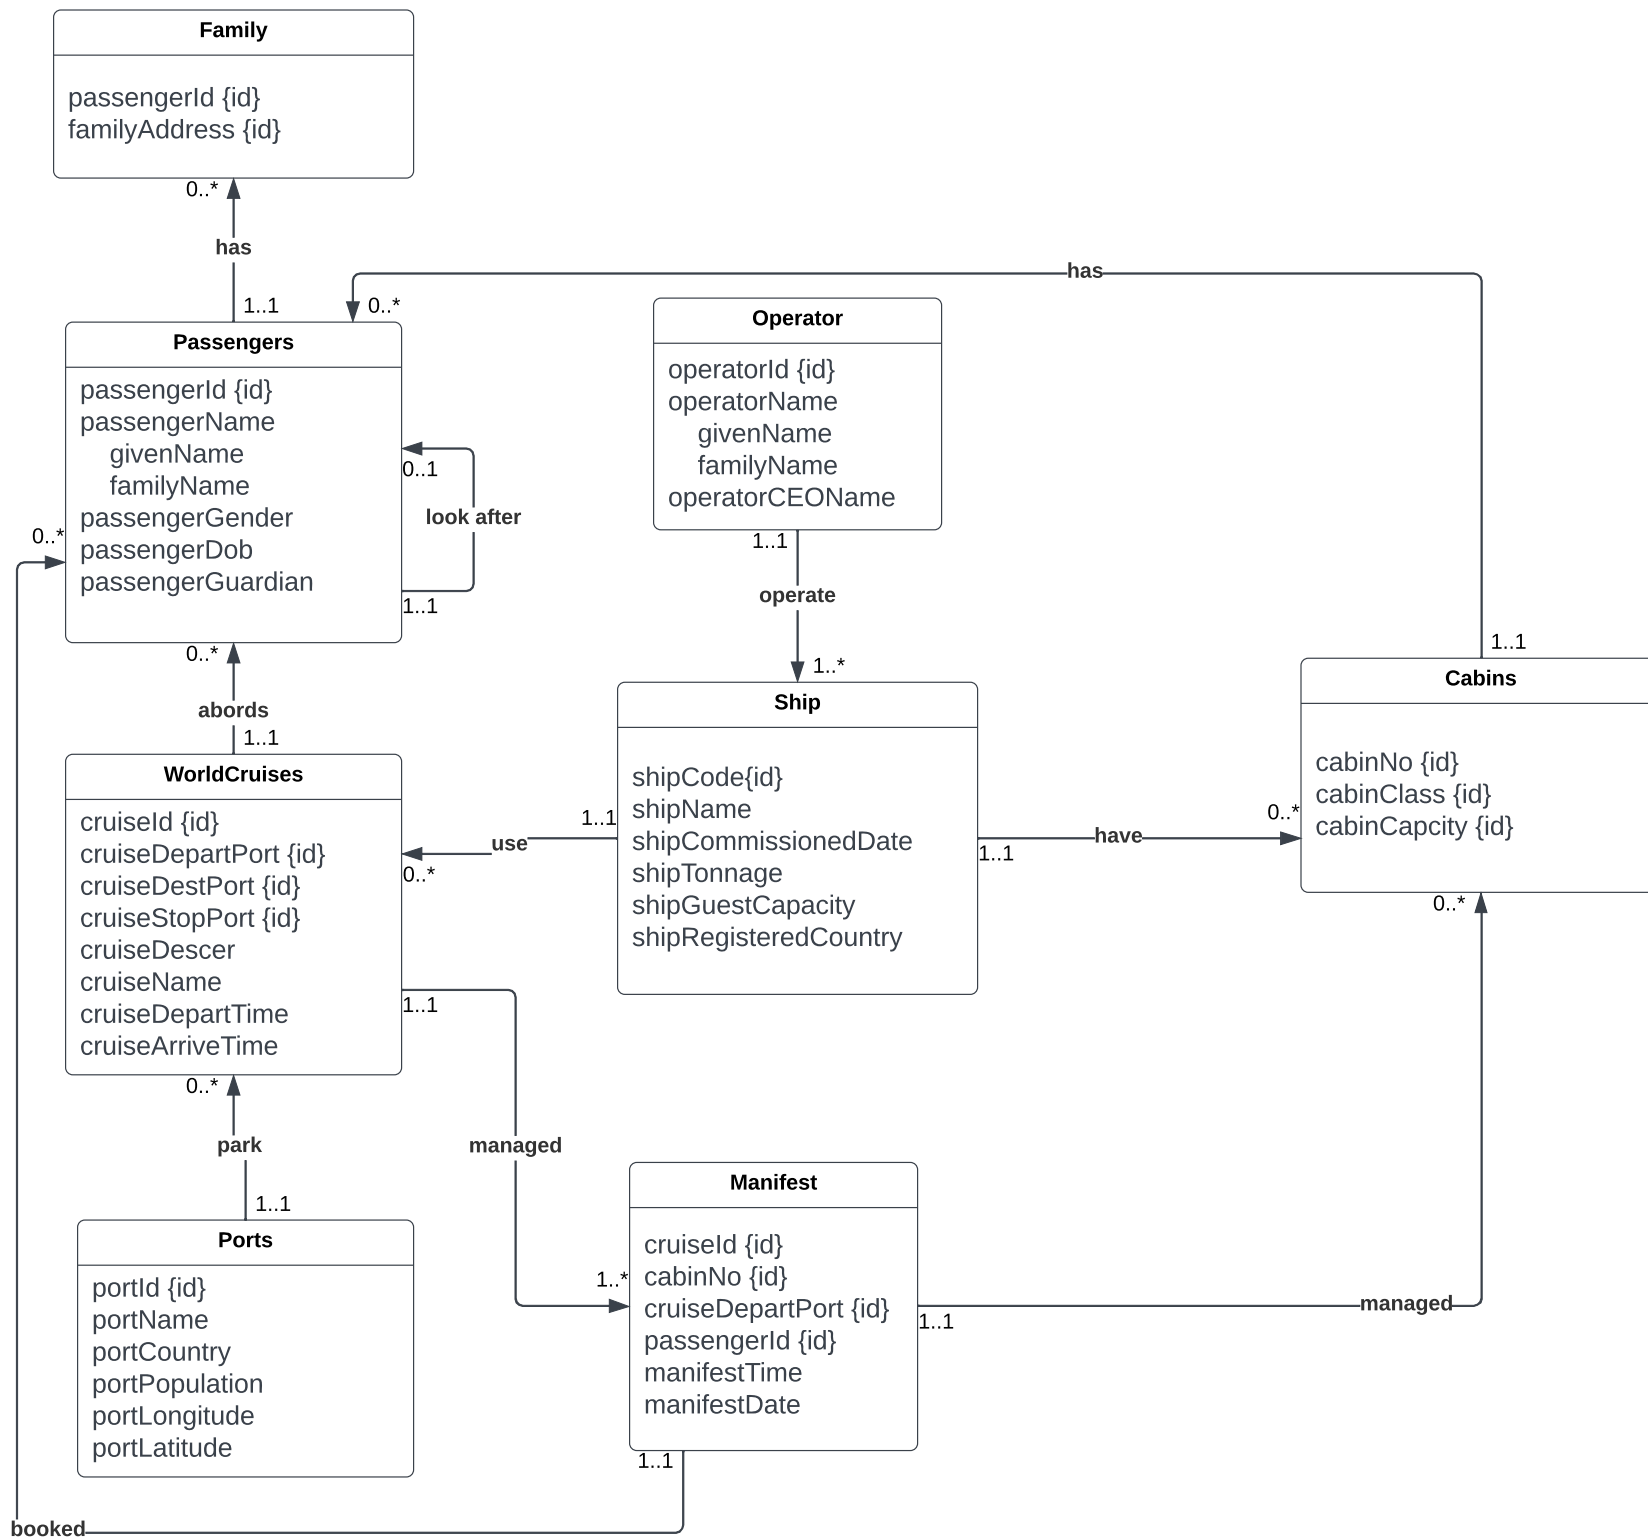 Family
passengerId {id}
familyAddress {id}
0..*
has
1..1
has
0..*
Passengers
passengerId {id}
passengerName
givenName
familyName
passengerGender
passengerDob
passengerGuardian
0..1
look after
1..1
0..*
Operator
operatorId {id}
operatorName
givenName
familyName
operatorCEOName
1..1
operate
1..*
0..*
abords
1..1
WorldCruises
cruiseId {id}
cruiseDepartPort {id}
cruiseDestPort {id}
cruiseStopPort {id}
cruiseDescer
cruiseName
cruiseDepartTime
cruiseArriveTime
1..1
use
0..*
Ship
shipCode{id}
shipName
shipCommissionedDate
shipTonnage
shipGuestCapacity
shipRegisteredCountry
1..1
have
0..*
1..1
Cabins
cabinNo {id}
cabinClass {id}
cabinCapcity {id}
0..*
1..1
managed
1..*
0..*
park
1..1
Ports
portId {id}
portName
portCountry
portPopulation
portLongitude
portLatitude
Manifest
cruiseId {id}
cabinNo {id}
cruiseDepartPort {id}
passengerId {id}
manifestTime
manifestDate
1..1
managed
1..1
booked